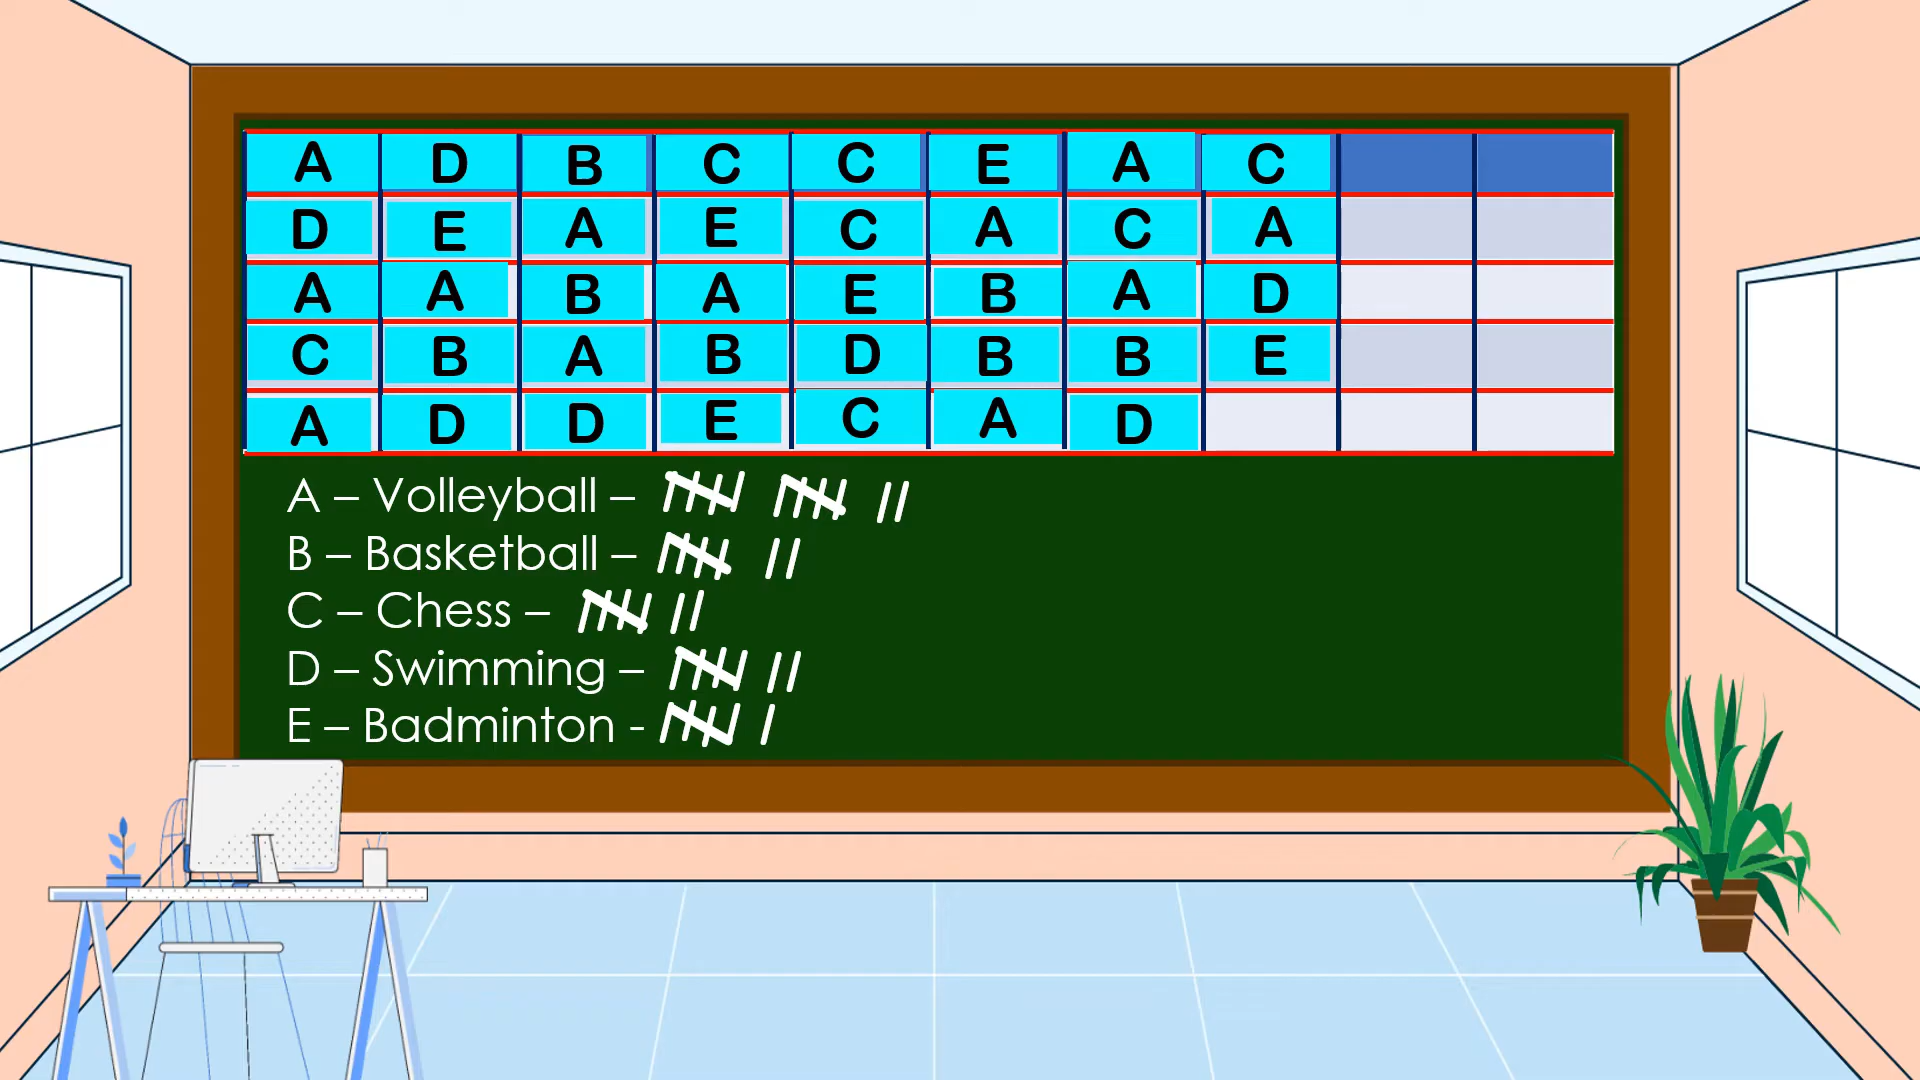 A D B C C E A C
D E A E C A C A
A A B A E B A D
C B A B D B B E
A D D E C A D
A – Volleyball –
B – Basketball –
C – Chess –
D – Swimming –
E – Badminton -